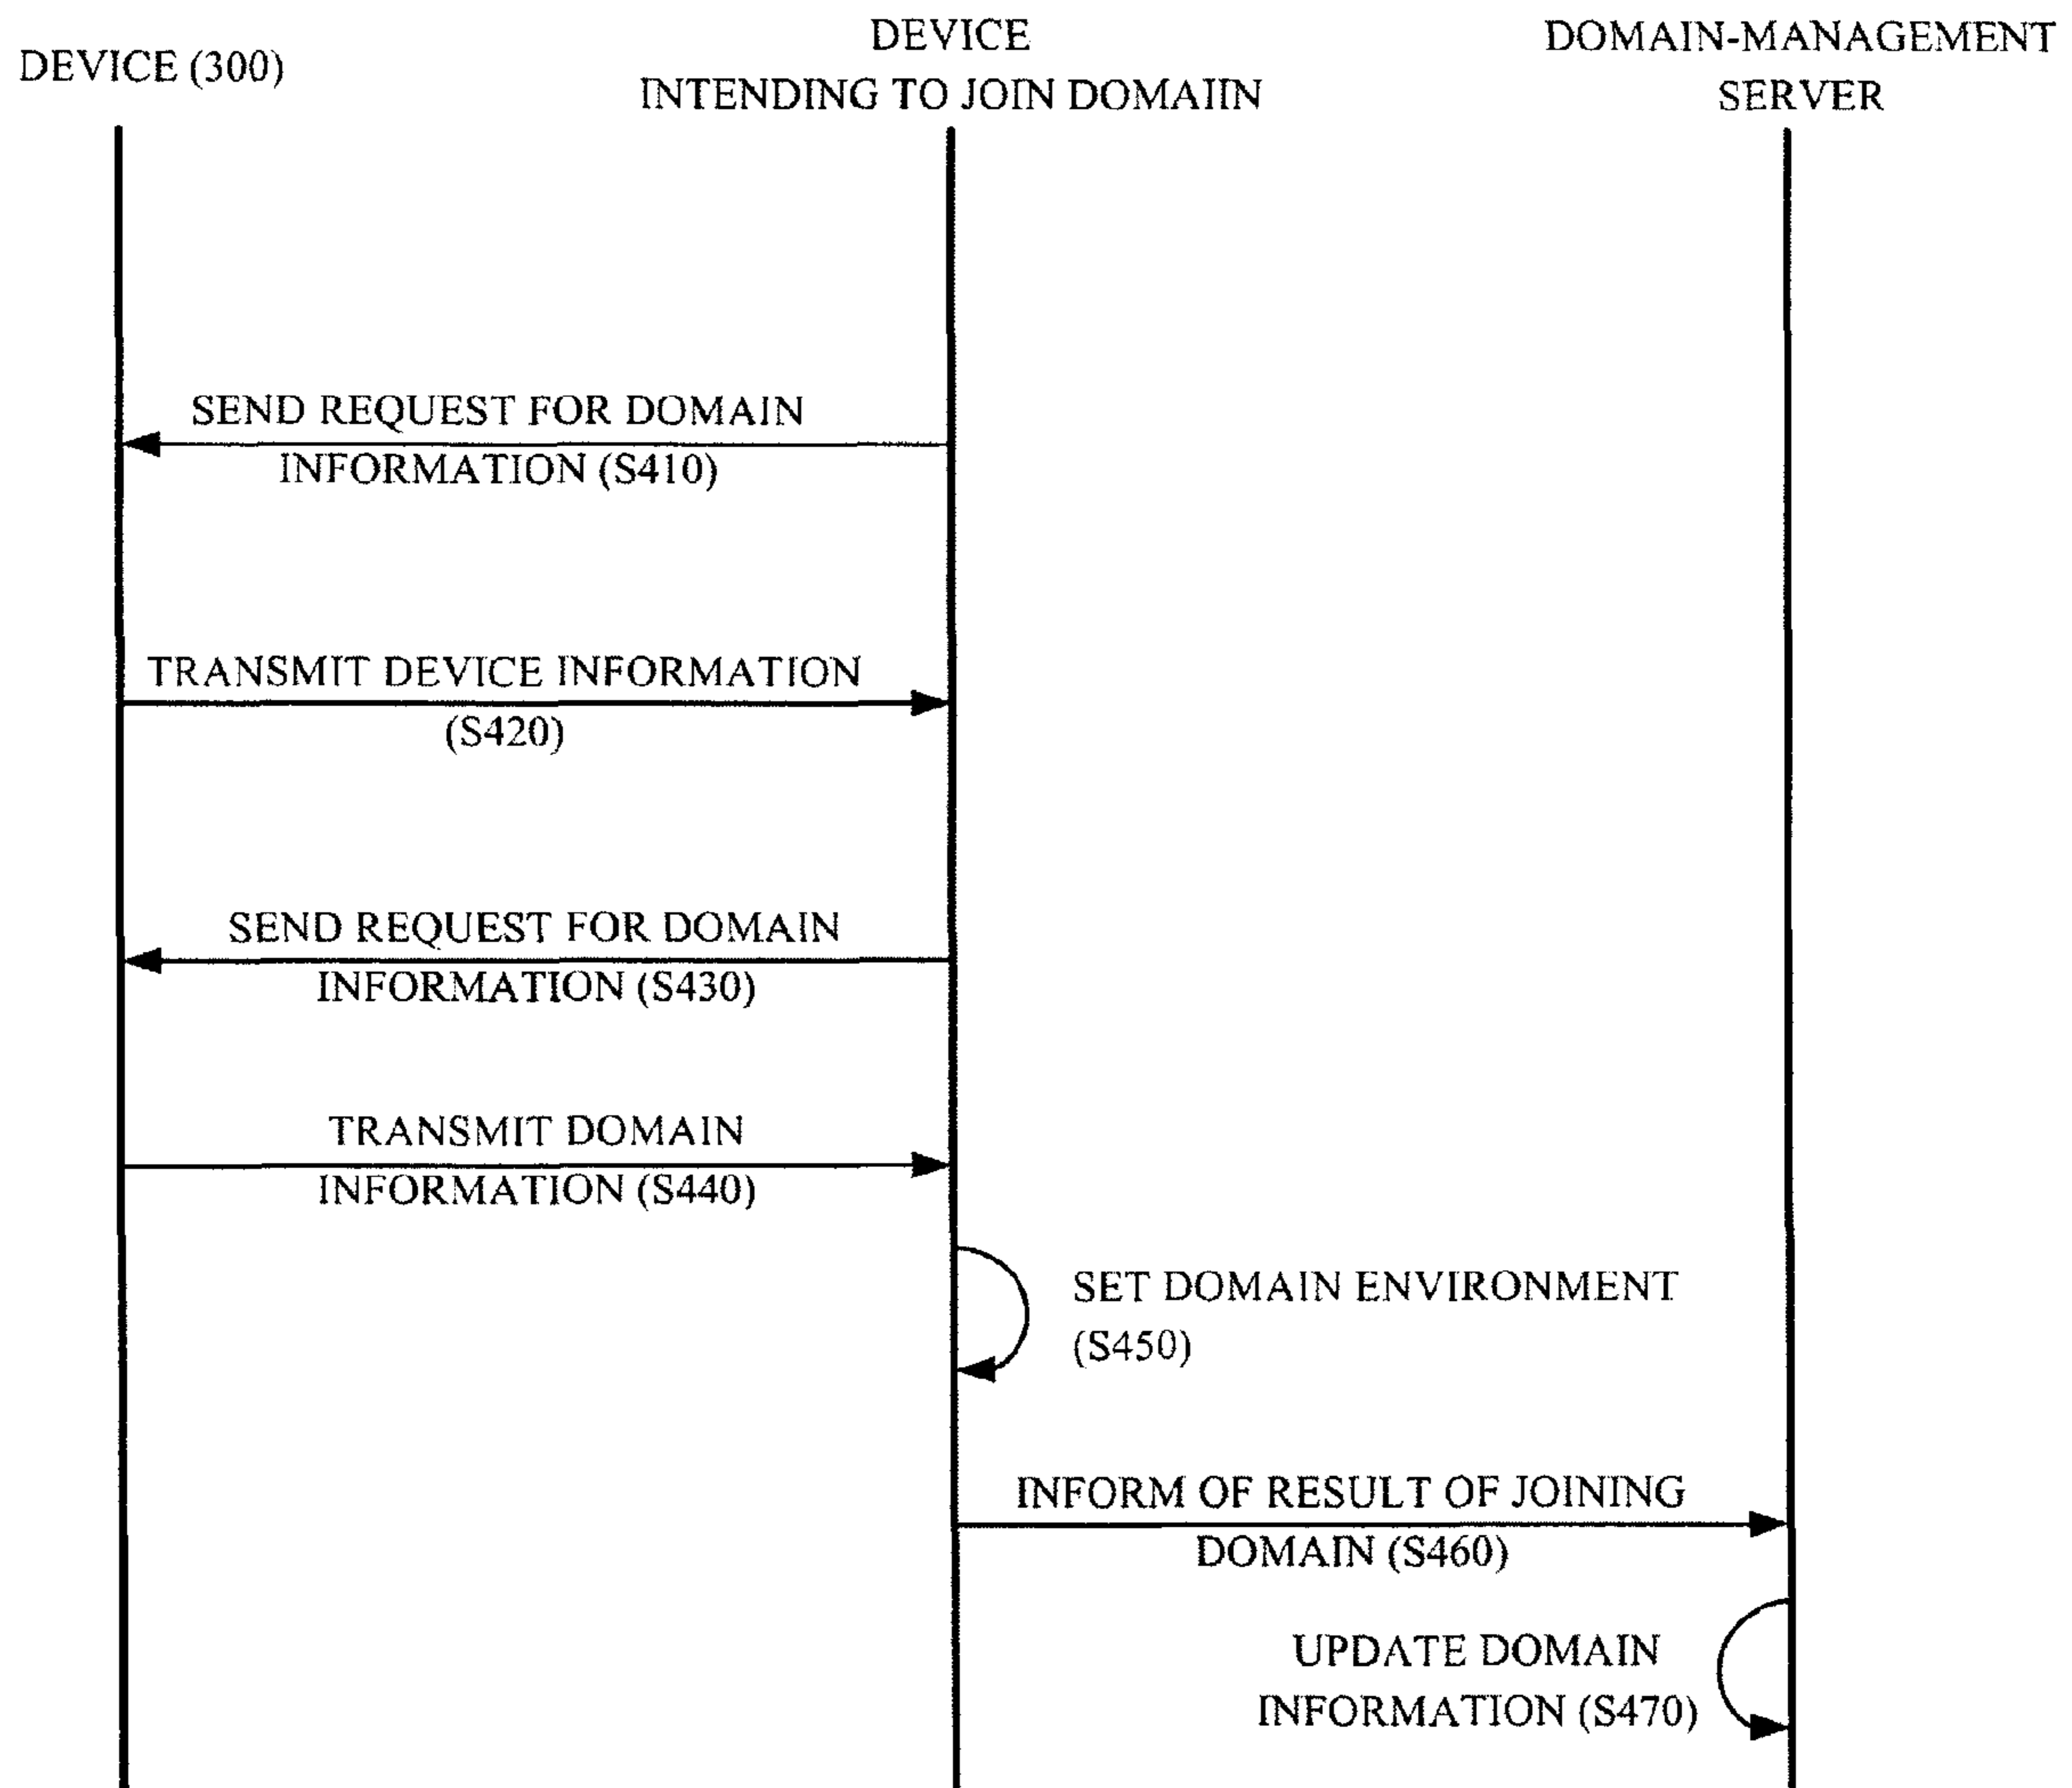 DEVICE (300)
DEVICE
INTENDING TO JOIN DOMAIIN
DOMAIN-MANAGEMENT
SERVER
SEND REQUEST FOR DOMAIN
INFORMATION (S410)
TRANSMIT DEVICE INFORMATION
(S420)
SEND REQUEST FOR DOMAIN
INFORMATION (S430)
TRANSMIT DOMAIN
INFORMATION (S440)
SET DOMAIN ENVIRONMENT
(S450)
INFORM OF RESULT OF JOINING
DOMAIN (S460)
UPDATE DOMAIN
INFORMATION (S470)